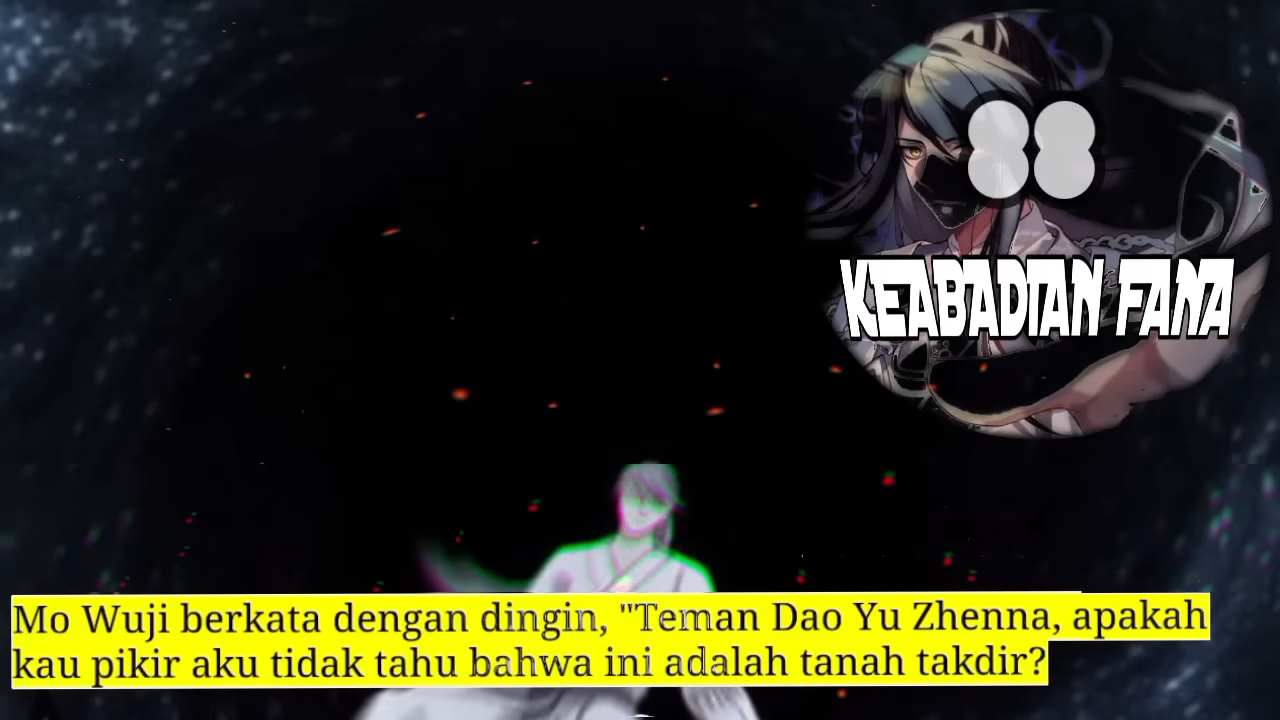 88
KEABADIAN FANA
Mo Wuji berkata dengan dingin, "Teman Dao Yu Zhenna, apakah
kau pikir aku tidak tahu bahwa ini adalah tanah takdir?